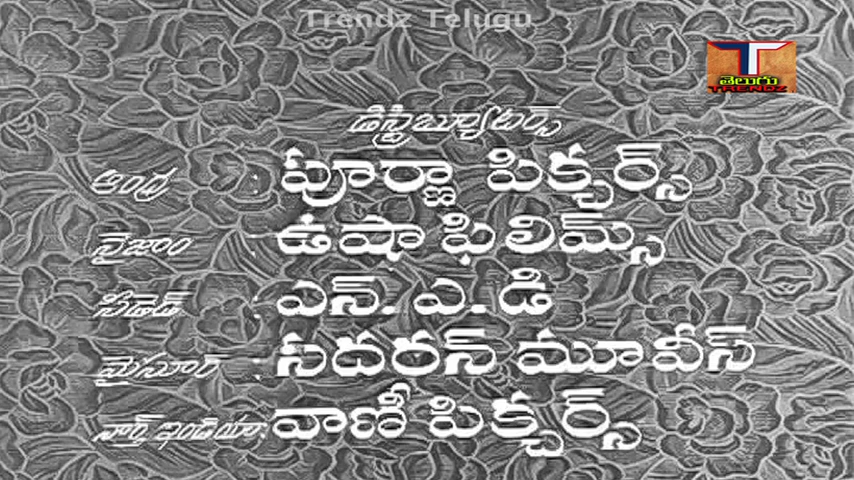 Trendz Telugu
T
తెలుగు
TRENDZ
డిస్ట్రిబ్యూటర్స్
ఆంధ్ర : పూర్ణా పిక్చర్స్
నైజాం : ఉషా ఫిలిమ్స్
సీడెడ్ : ఎన్. ఎ. డి
మైసూర్ : సదరన్ మూవీస్
నార్త్ ఇండియా : వాణీ పిక్చర్స్